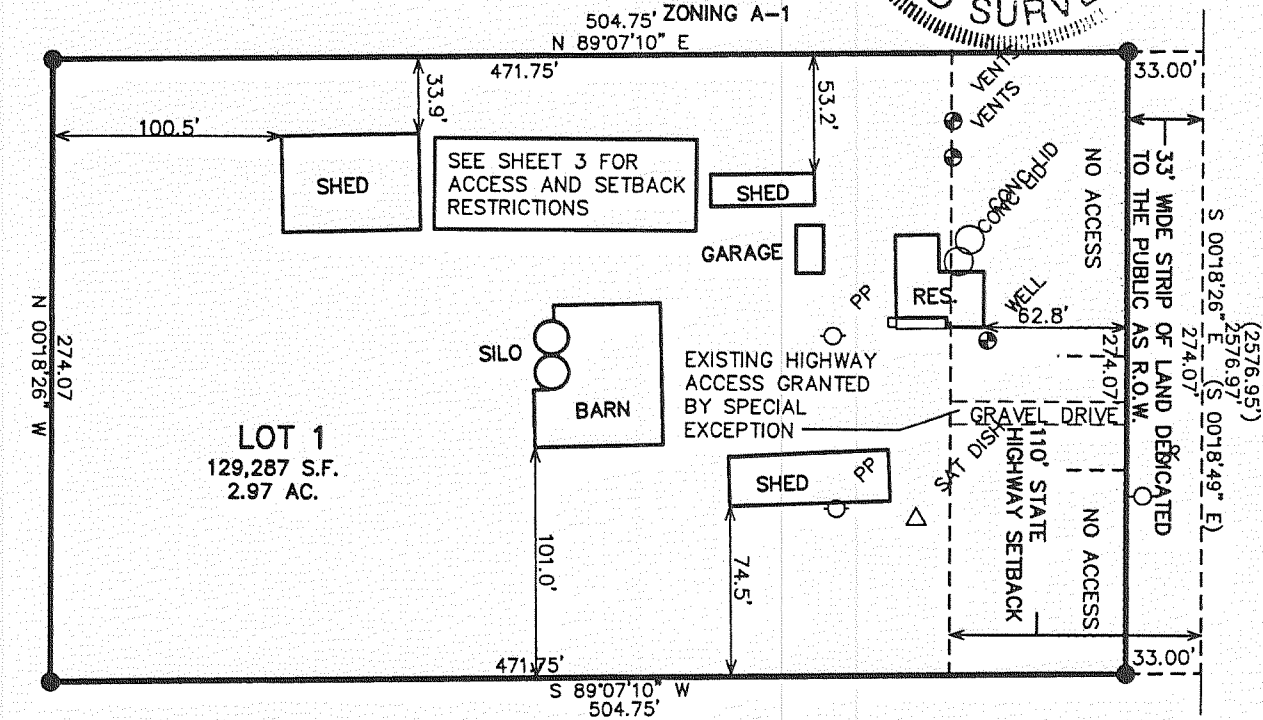 504.75' ZONING A-1
SURVE
N 89°07'10" E
471.75'
33.00'
33.9'
53.2'
VENTS
VENTS
100.5'
SHED
SEE SHEET 3 FOR
ACCESS AND SETBACK
RESTRICTIONS
SHED
GARAGE
CONC LID
CONC LID
NO ACCESS
33' WIDE STRIP OF LAND DEDICATED
TO THE PUBLIC AS R.O.W.
S 00°18'26" E (S 00°18'49" E)
2576.97'
(2576.95')
274.07'
274.07'
RES.
WELL
62.8'
PP
N 00°18'26" W
274.07
SILO
BARN
EXISTING HIGHWAY
ACCESS GRANTED
BY SPECIAL
EXCEPTION
GRAVEL DRIVE
LOT 1
129,287 S.F.
2.97 AC.
SHED
PP
SAT DISH
110' STATE
HIGHWAY SETBACK
NO ACCESS
101.0'
74.5'
471.75'
33.00'
S 89°07'10" W
504.75'